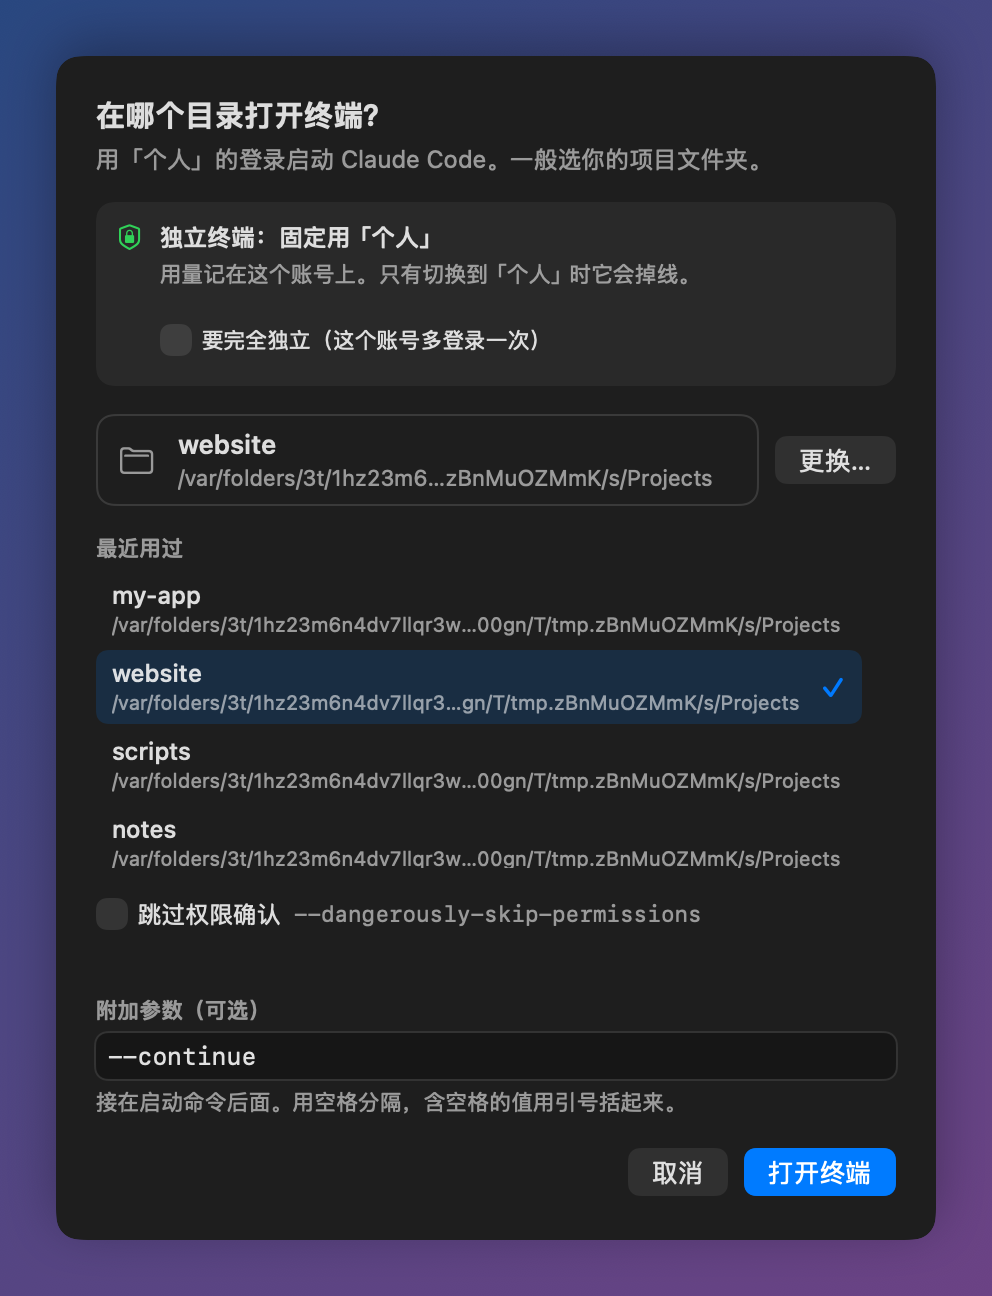 在哪个目录打开终端?
用「个人」的登录启动 Claude Code。一般选你的项目文件夹。
独立终端：固定用「个人」
用量记在这个账号上。只有切换到「个人」时它会掉线。
要完全独立（这个账号多登录一次）
website
/var/folders/3t/1hz23m6...zBnMuOZMmK/s/Projects
更换...
最近用过
my-app
/var/folders/3t/1hz23m6n4dv7llqr3w...00gn/T/tmp.zBnMuOZMmK/s/Projects
website
/var/folders/3t/1hz23m6n4dv7llqr3...gn/T/tmp.zBnMuOZMmK/s/Projects
scripts
/var/folders/3t/1hz23m6n4dv7llqr3w...00gn/T/tmp.zBnMuOZMmK/s/Projects
notes
/var/folders/3t/1hz23m6n4dv7llqr3w...00gn/T/tmp.zBnMuOZMmK/s/Projects
跳过权限确认 --dangerously-skip-permissions
附加参数（可选）
--continue
接在启动命令后面。用空格分隔，含空格的值用引号括起来。
取消
打开终端